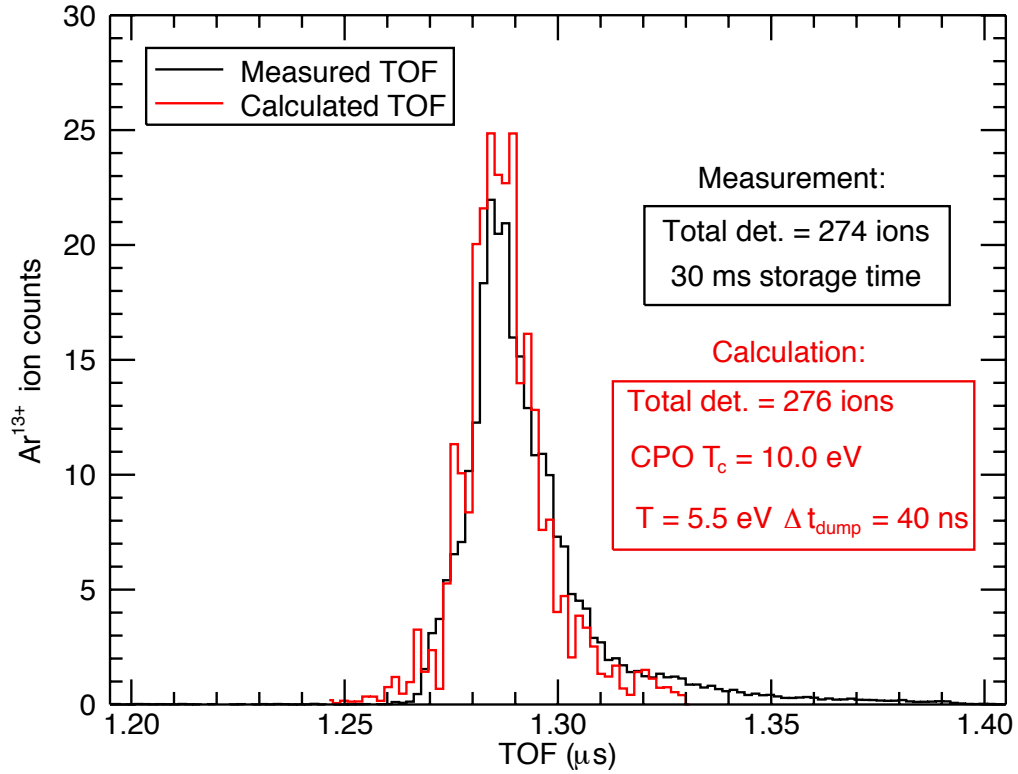 30
25
20
15
10
5
0
Ar¹³⁺ ion counts
Measured TOF
Calculated TOF
Measurement:
Total det. = 274 ions
30 ms storage time
Calculation:
Total det. = 276 ions
CPO T_c = 10.0 eV
T = 5.5 eV Δ t_dump = 40 ns
1.20 1.25 1.30 1.35 1.40
TOF (μs)